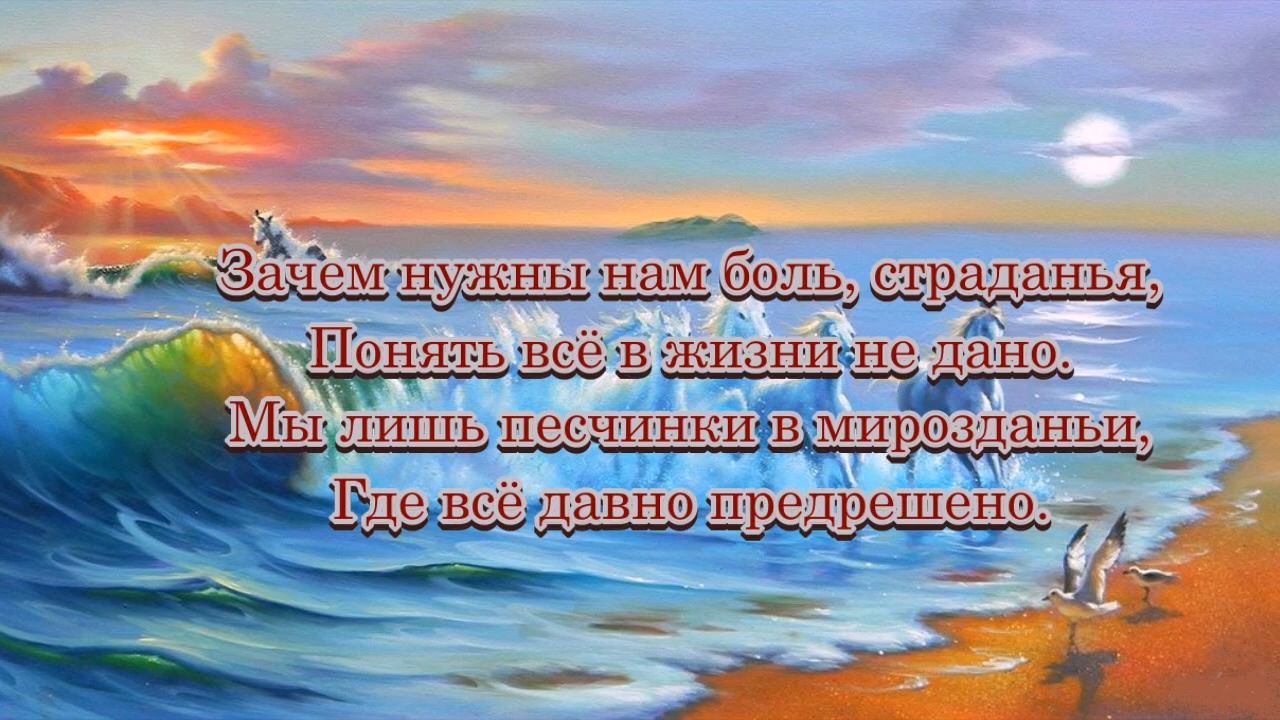 Зачем нужны нам боль, страданья,
Понять всё в жизни не дано.
Мы лишь песчинки в мирозданьи,
Где всё давно предрешено.